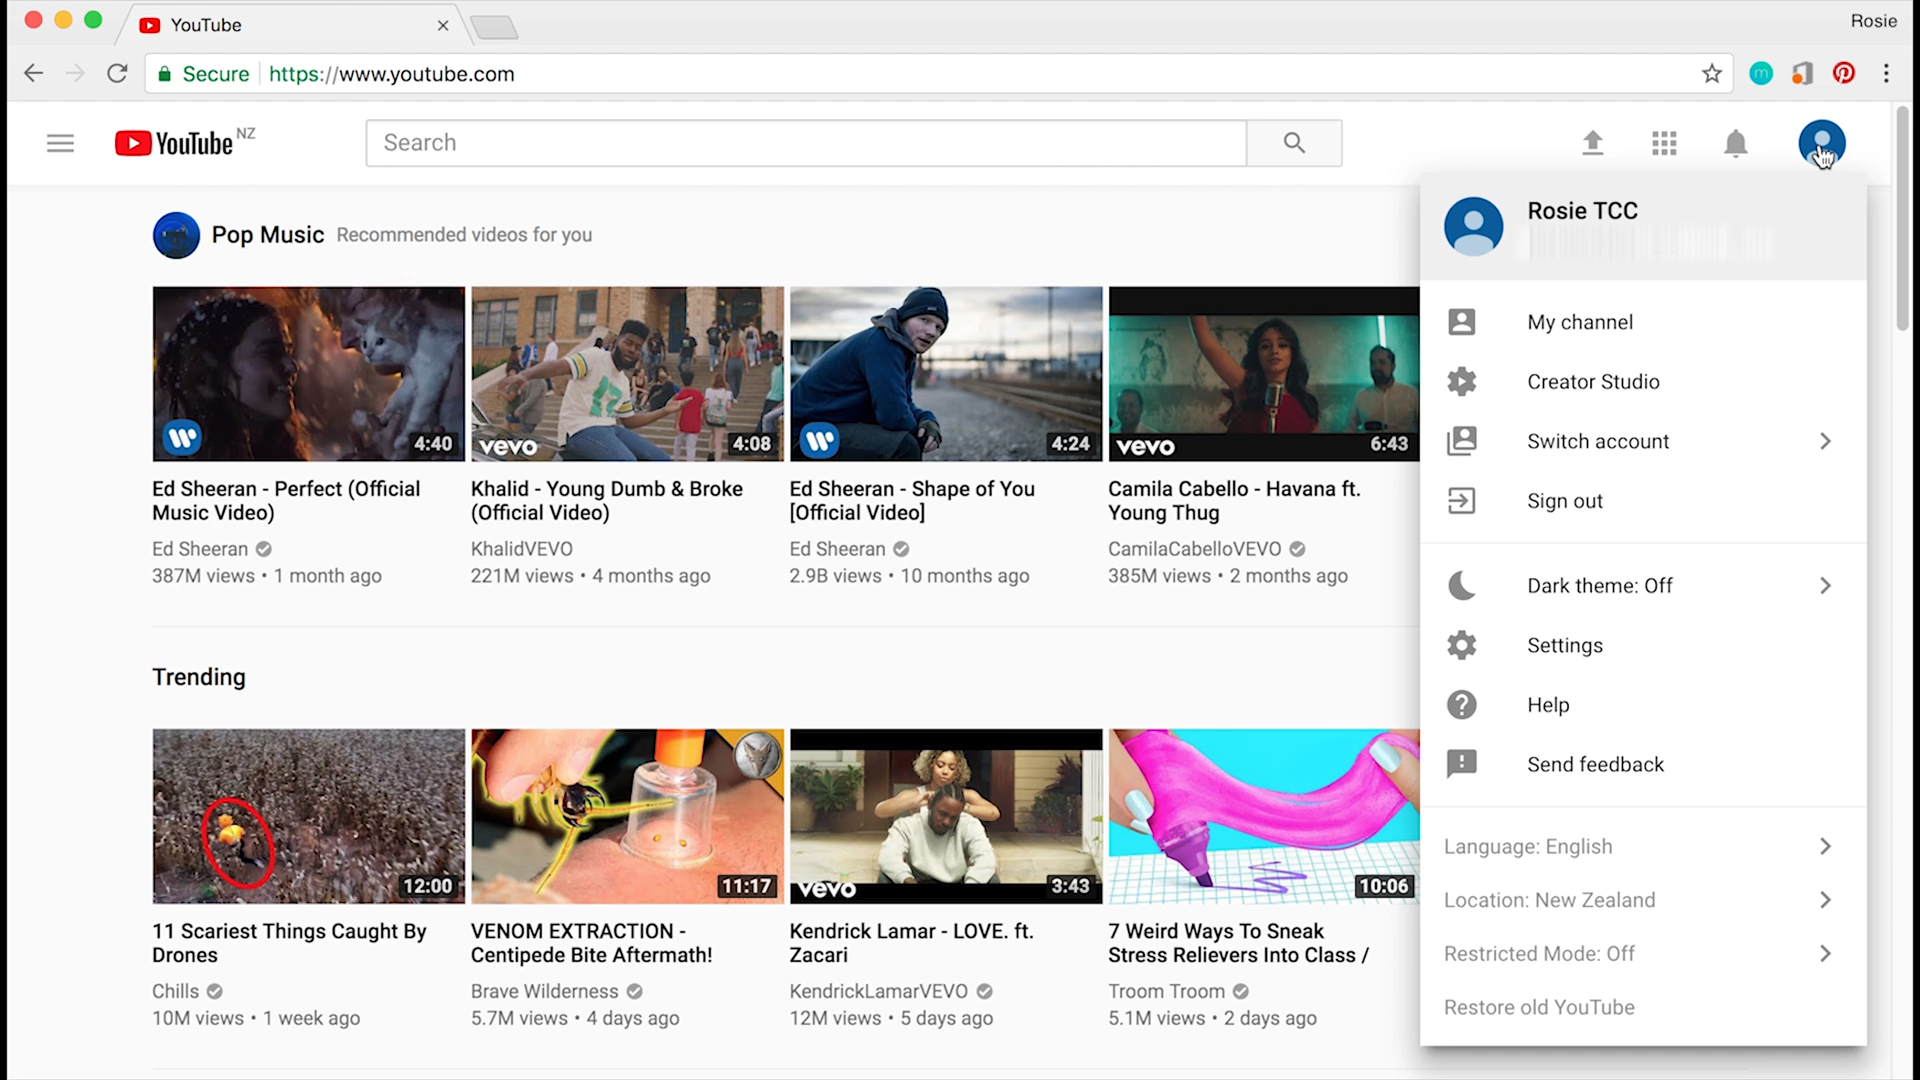 YouTube
Rosie
Secure
https://www.youtube.com
YouTube NZ
Search
Rosie TCC
Pop Music Recommended videos for you
My channel
Creator Studio
Switch account
Sign out
Dark theme: Off
Settings
Help
Send feedback
Language: English
Location: New Zealand
Restricted Mode: Off
Restore old YouTube
4:40
vevo 4:08
4:24
vevo 6:43
Ed Sheeran - Perfect (Official
Music Video)
Ed Sheeran
387M views • 1 month ago
Khalid - Young Dumb & Broke
(Official Video)
KhalidVEVO
221M views • 4 months ago
Ed Sheeran - Shape of You
[Official Video]
Ed Sheeran
2.9B views • 10 months ago
Camila Cabello - Havana ft.
Young Thug
CamilaCabelloVEVO
385M views • 2 months ago
Trending
12:00
11:17
vevo 3:43
10:06
11 Scariest Things Caught By
Drones
Chills
10M views • 1 week ago
VENOM EXTRACTION -
Centipede Bite Aftermath!
Brave Wilderness
5.7M views • 4 days ago
Kendrick Lamar - LOVE. ft.
Zacari
KendrickLamarVEVO
12M views • 5 days ago
7 Weird Ways To Sneak
Stress Relievers Into Class /
Troom Troom
5.1M views • 2 days ago